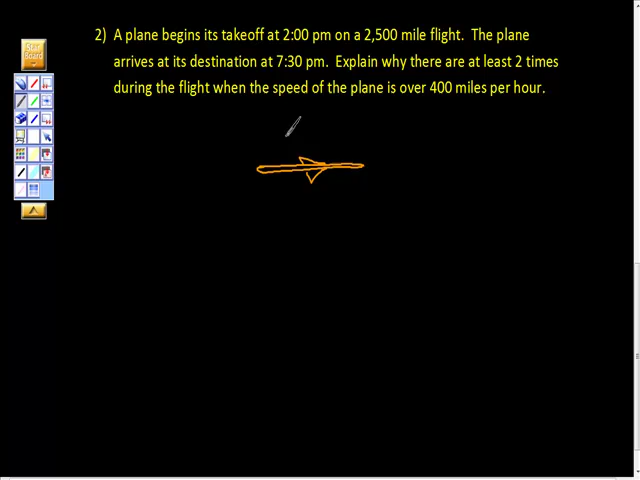 Star
Board
2) A plane begins its takeoff at 2:00 pm on a 2,500 mile flight. The plane
arrives at its destination at 7:30 pm. Explain why there are at least 2 times
during the flight when the speed of the plane is over 400 miles per hour.